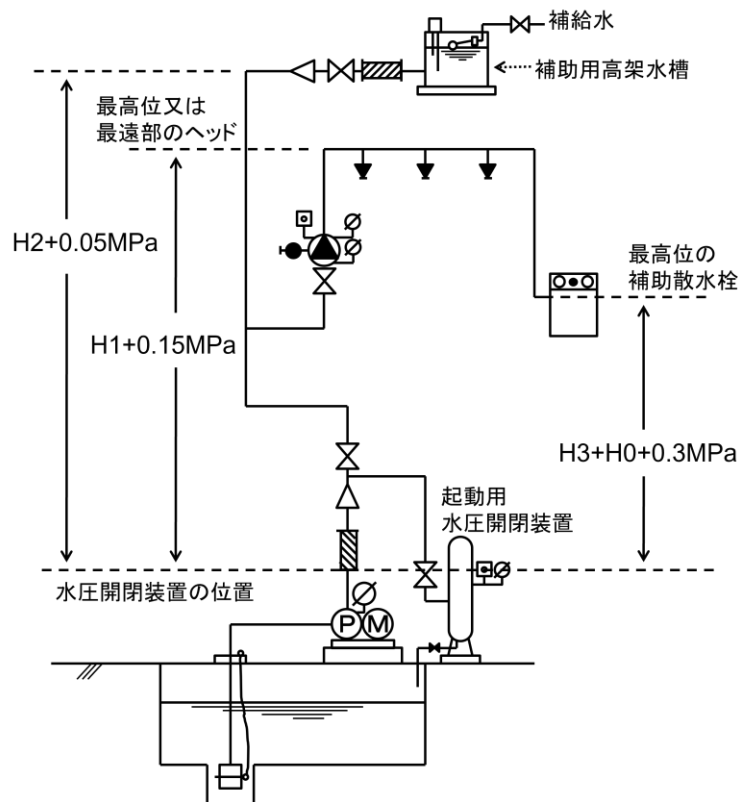 補給水
補助用高架水槽
最高位又は
最遠部のヘッド
H2+0.05MPa
最高位の
補助散水栓
H1+0.15MPa
H3+H0+0.3MPa
起動用
水圧開閉装置
水圧開閉装置の位置
P M